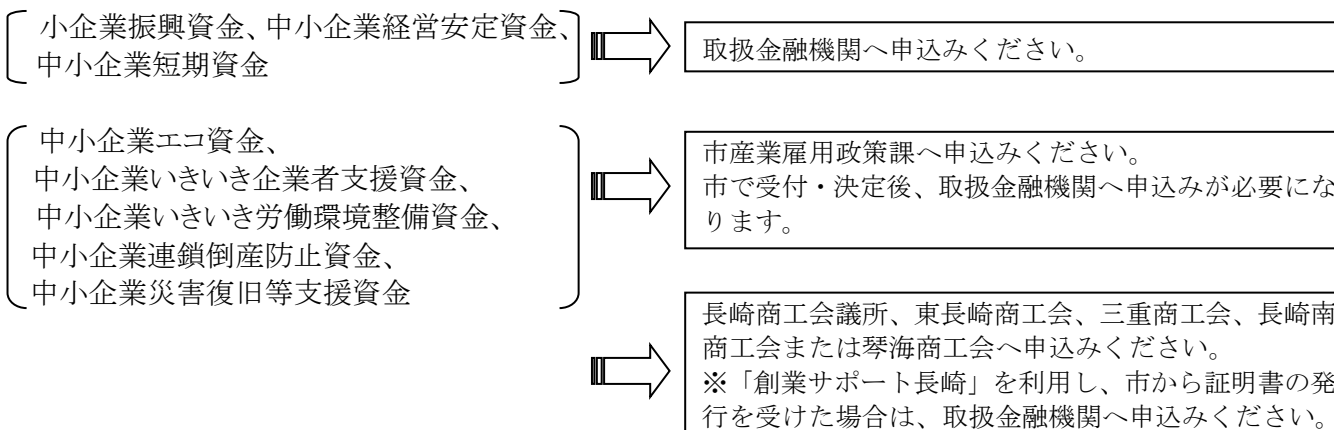 小企業振興資金、中小企業経営安定資金、
中小企業短期資金
取扱金融機関へ申込みください。
中小企業エコ資金、
中小企業いきいき企業者支援資金、
中小企業いきいき労働環境整備資金、
中小企業連鎖倒産防止資金、
中小企業災害復旧等支援資金
市産業雇用政策課へ申込みください。
市で受付・決定後、取扱金融機関へ申込みが必要にな
ります。
長崎商工会議所、東長崎商工会、三重商工会、長崎南
商工会または琴海商工会へ申込みください。
※「創業サポート長崎」を利用し、市から証明書の発
行を受けた場合は、取扱金融機関へ申込みください。